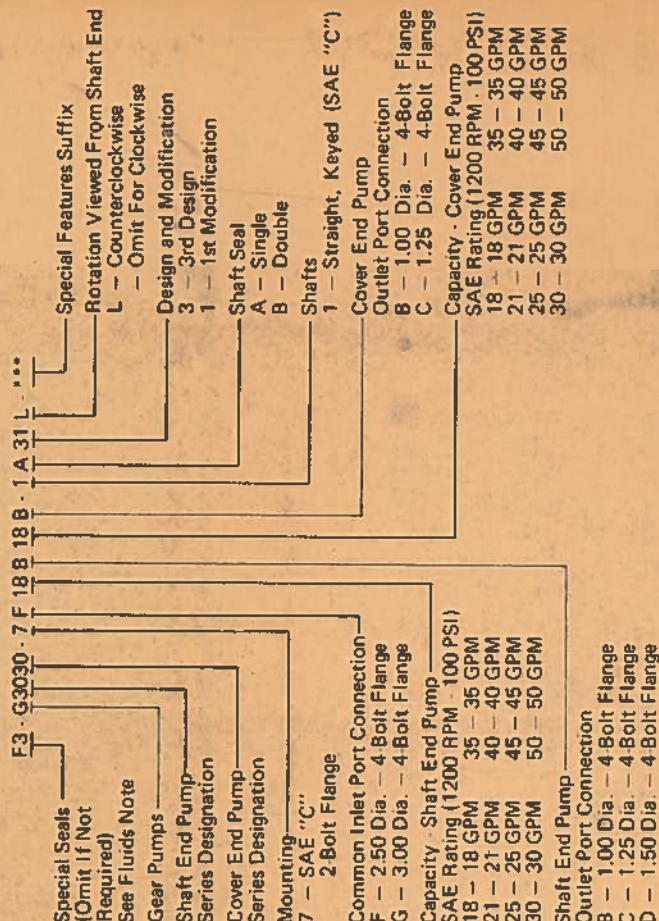 F3 - G3030 - 7 F 18 B 18 B - 1 A 31 L - ***
Special Seals
(Omit If Not
Required)
See Fluids Note
Gear Pumps
Shaft End Pump
Series Designation
Cover End Pump
Series Designation
Mounting
7 – SAE "C"
2-Bolt Flange
Common Inlet Port Connection
F – 2.50 Dia. – 4-Bolt Flange
G – 3.00 Dia. – 4-Bolt Flange
Capacity - Shaft End Pump
SAE Rating (1200 RPM - 100 PSI)
18 – 18 GPM 35 – 35 GPM
21 – 21 GPM 40 – 40 GPM
25 – 25 GPM 45 – 45 GPM
30 – 30 GPM 50 – 50 GPM
Shaft End Pump
Outlet Port Connection
B – 1.00 Dia. – 4-Bolt Flange
C – 1.25 Dia. – 4-Bolt Flange
D – 1.50 Dia. – 4-Bolt Flange
Special Features Suffix
Rotation Viewed From Shaft End
L – Counterclockwise
– Omit For Clockwise
Design and Modification
3 – 3rd Design
1 – 1st Modification
Shaft Seal
A – Single
B – Double
Shafts
1 – Straight, Keyed (SAE "C")
Cover End Pump
Outlet Port Connection
B – 1.00 Dia. – 4-Bolt Flange
C – 1.25 Dia. – 4-Bolt Flange
Capacity - Cover End Pump
SAE Rating (1200 RPM - 100 PSI)
18 – 18 GPM 35 – 35 GPM
21 – 21 GPM 40 – 40 GPM
25 – 25 GPM 45 – 45 GPM
30 – 30 GPM 50 – 50 GPM